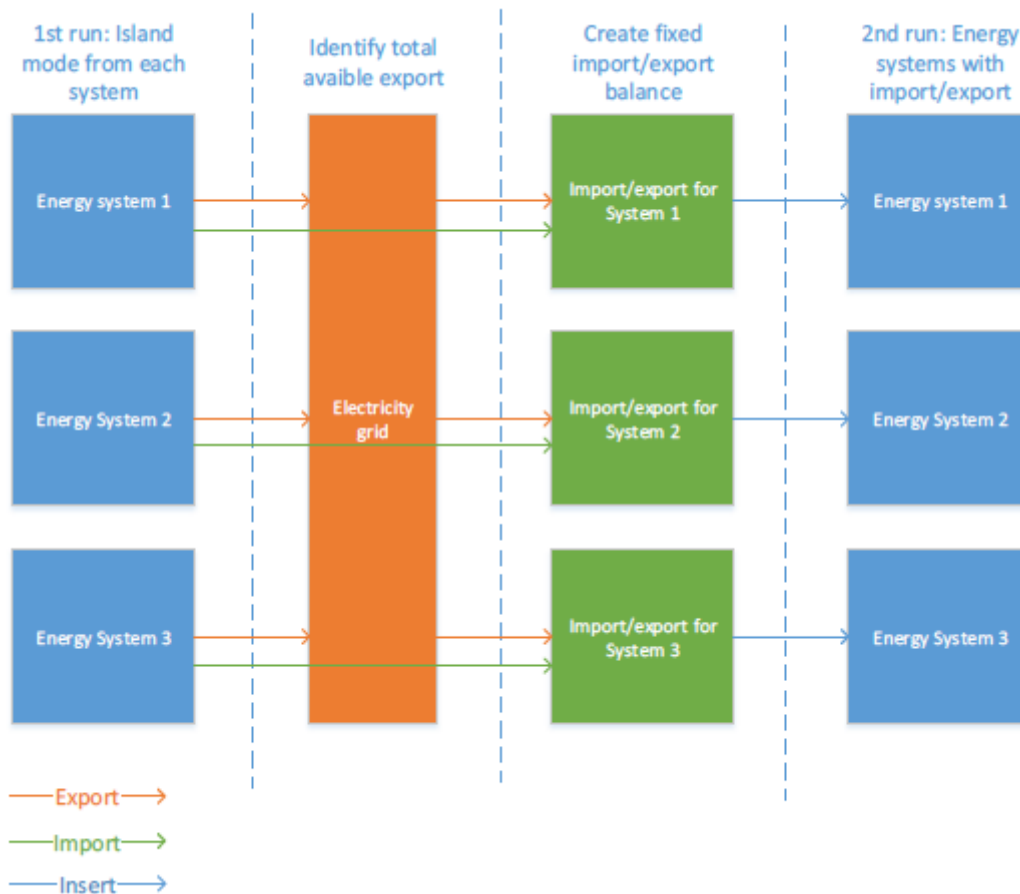 1st run: Island
mode from each
system
Identify total
avaible export
Create fixed
import/export
balance
2nd run: Energy
systems with
import/export
Energy system 1
Import/export for
System 1
Energy system 1
Energy System 2
Electricity
grid
Import/export for
System 2
Energy System 2
Energy System 3
Import/export for
System 3
Energy System 3
Export
Import
Insert